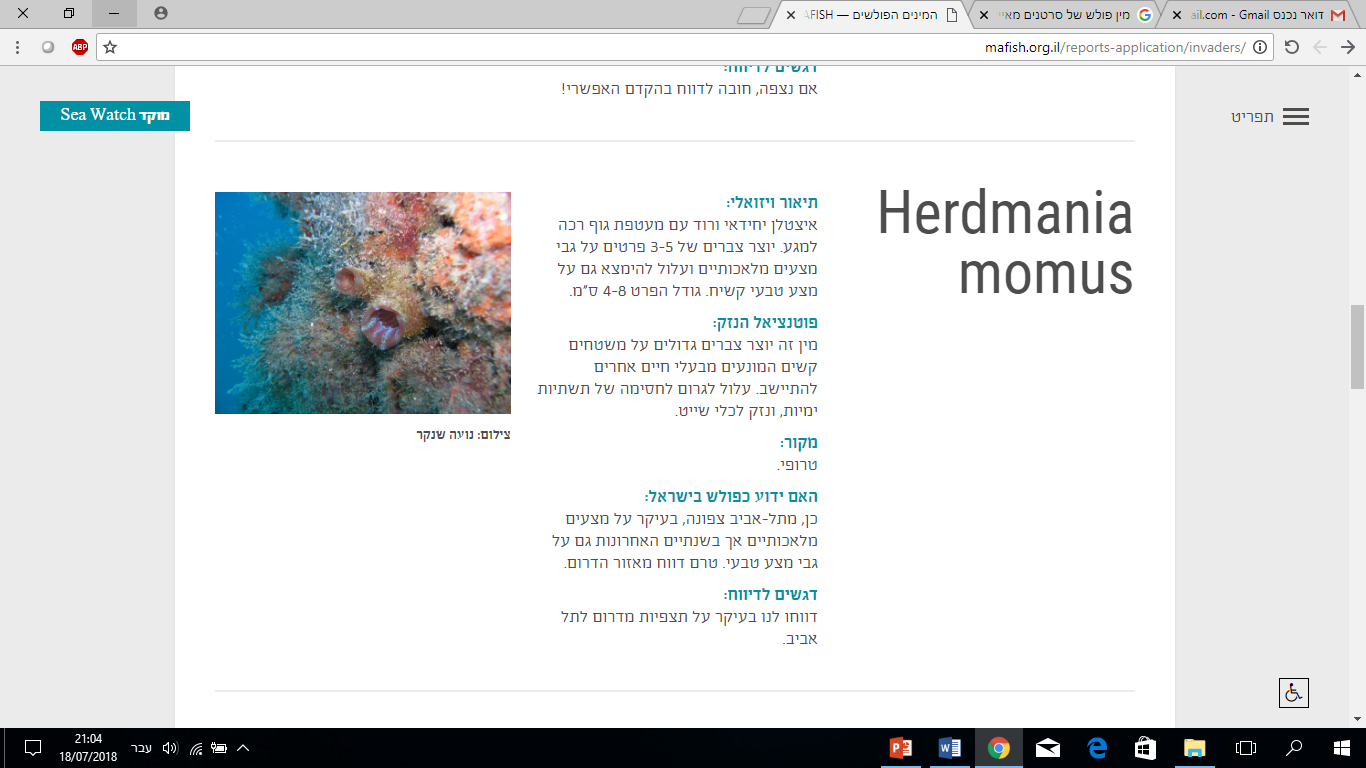 דואר נכנס - Gmail - ail.com
מין פולש של סרטנים מאיי
המינים הפולשים — AFISH
mafish.org.il/reports-application/invaders/
ABP
תפריט
מוקד Sea Watch
דגשים לדיווח:
אם נצפה, חובה לדווח בהקדם האפשרי!
Herdmania
momus
תיאור ויזואלי:
איצטלן יחידאי ורוד עם מעטפת גוף רכה
למגע. יוצר צברים של 3-5 פרטים על גבי
מצעים מלאכותיים ועלול להימצא גם על
מצע טבעי קשיח. גודל הפרט 4-8 ס"מ.
פוטנציאל הנזק:
מין זה יוצר צברים גדולים על משטחים
קשים המונעים מבעלי חיים אחרים
להתיישב. עלול לגרום לחסימה של תשתיות
ימיות, ונזק לכלי שייט.
מקור:
טרופי.
האם ידוע כפולש בישראל:
כן, מתל-אביב צפונה, בעיקר על מצעים
מלאכותיים אך בשנתיים האחרונות גם על
גבי מצע טבעי. טרם דווח מאזור הדרום.
דגשים לדיווח:
דווחו לנו בעיקר על תצפיות מדרום לתל
אביב.
צילום: נועה שנקר
עבר
21:04
18/07/2018